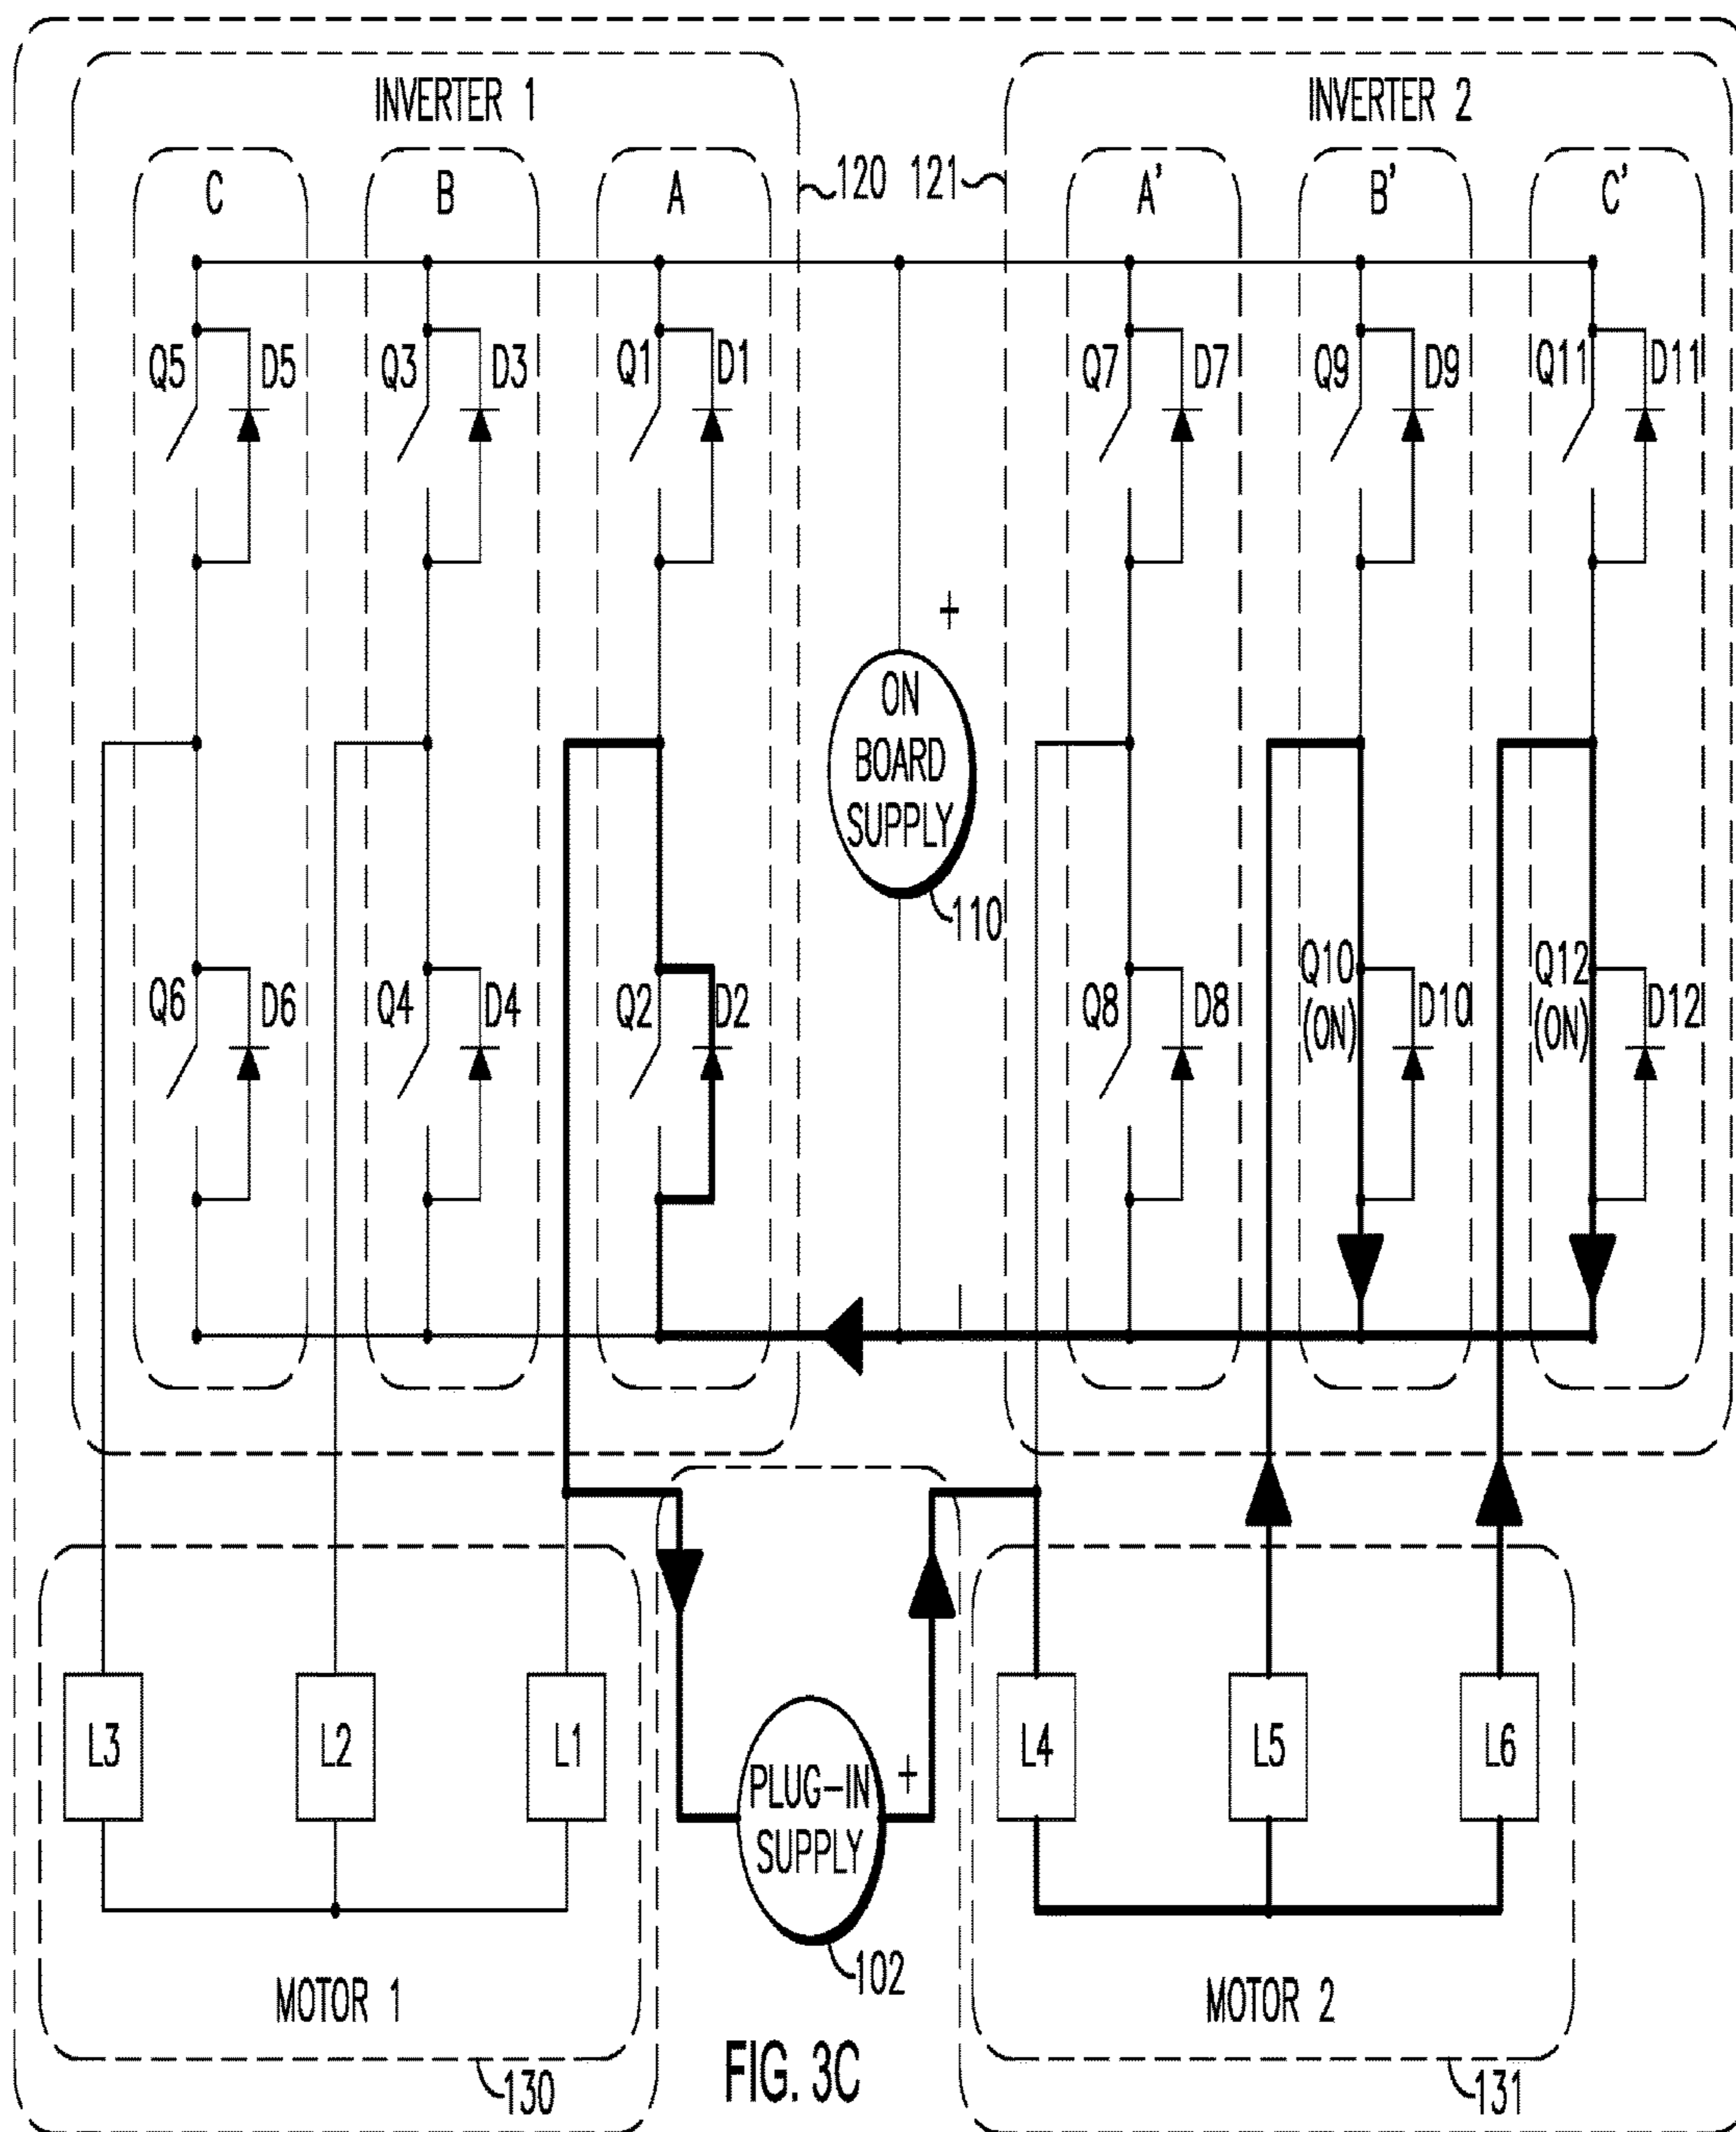 INVERTER 1
INVERTER 2
C
B
A
120
121
A'
B'
C'
Q5
D5
Q3
D3
Q1
D1
Q7
D7
Q9
D9
Q11
D11
+
ON
BOARD
SUPPLY
110
Q6
D6
Q4
D4
Q2
D2
Q8
D8
Q10
(ON)
D10
Q12
(ON)
D12
L3
L2
L1
PLUG-IN
SUPPLY
+
L4
L5
L6
102
MOTOR 1
MOTOR 2
130
131
FIG. 3C